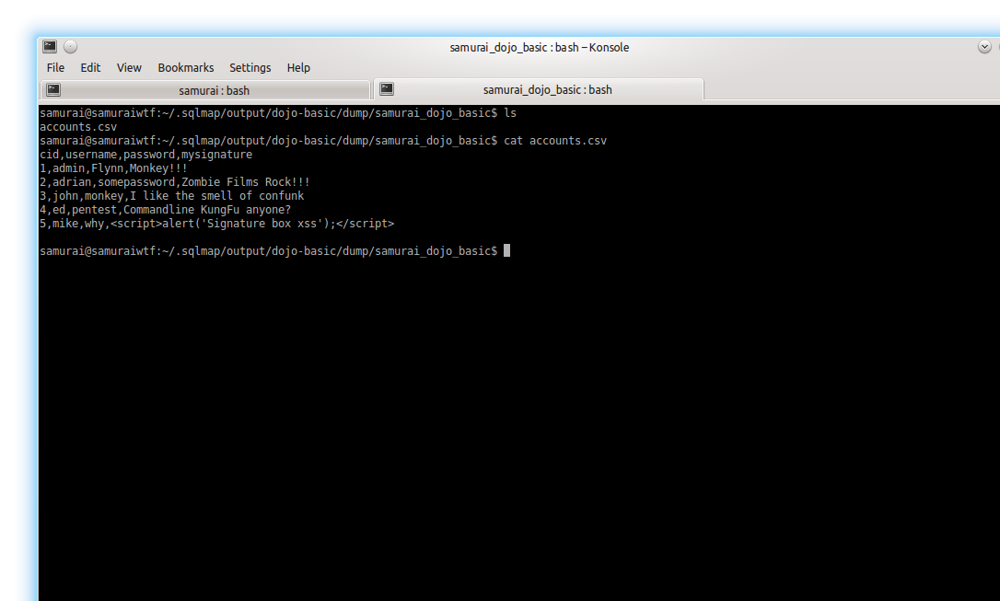 samurai_dojo_basic : bash – Konsole
File Edit View Bookmarks Settings Help
samurai : bash samurai_dojo_basic : bash
samurai@samuraiwtf:~/.sqlmap/output/dojo-basic/dump/samurai_dojo_basic$ ls
accounts.csv
samurai@samuraiwtf:~/.sqlmap/output/dojo-basic/dump/samurai_dojo_basic$ cat accounts.csv
cid,username,password,mysignature
1,admin,Flynn,Monkey!!!
2,adrian,somepassword,Zombie Films Rock!!!
3,john,monkey,I like the smell of confunk
4,ed,pentest,Commandline KungFu anyone?
5,mike,why,<script>alert('Signature box xss');</script>
samurai@samuraiwtf:~/.sqlmap/output/dojo-basic/dump/samurai_dojo_basic$